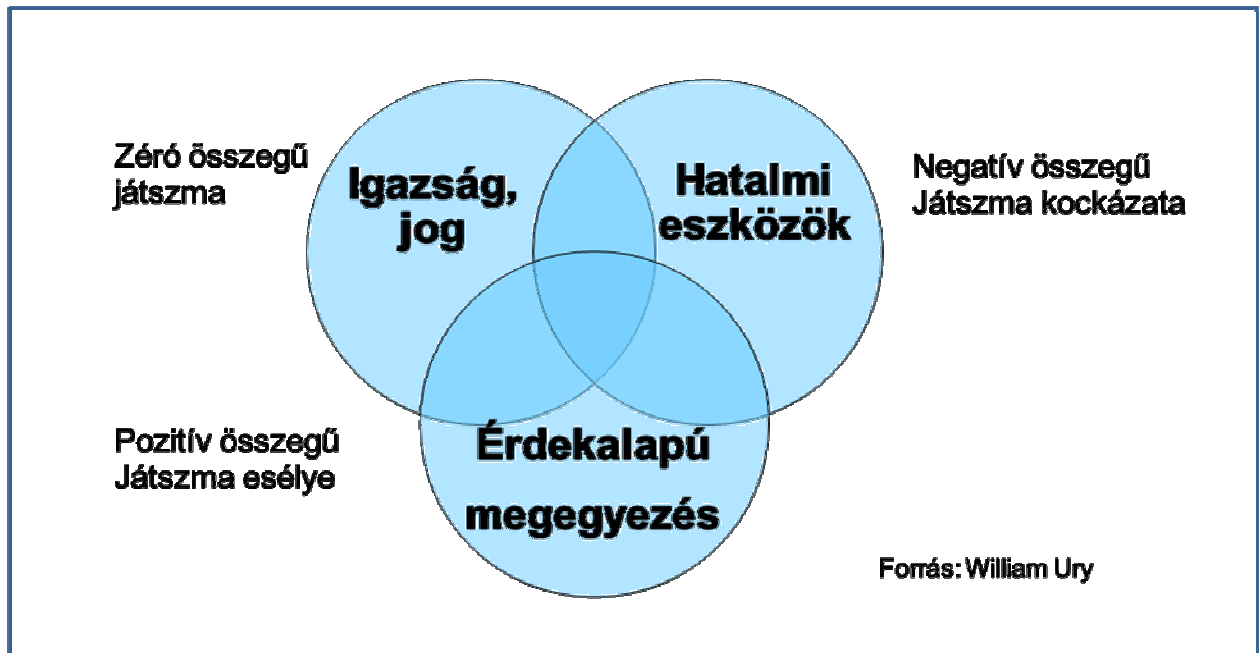 Zéró összegű
játszma
Igazság,
jog
Hatalmi
eszközök
Negatív összegű
Játszma kockázata
Pozitív összegű
Játszma esélye
Érdekalapú
megegyezés
Forrás: William Ury